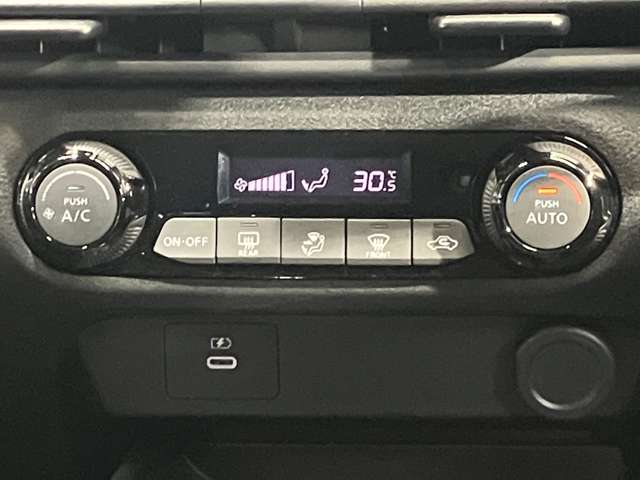 30.5°C
PUSH
A/C
PUSH
AUTO
ON·OFF
REAR
FRONT